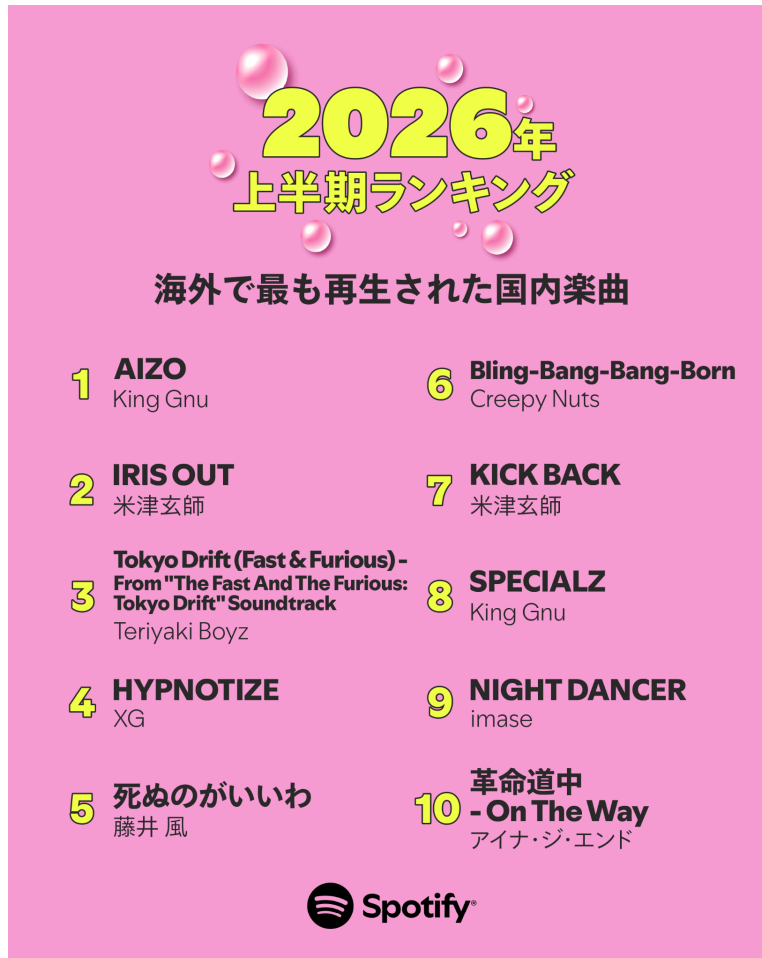 2026年
上半期ランキング
海外で最も再生された国内楽曲
1
AIZO
King Gnu
2
IRIS OUT
米津玄師
3
Tokyo Drift (Fast & Furious) -
From "The Fast And The Furious:
Tokyo Drift" Soundtrack
Teriyaki Boyz
4
HYPNOTIZE
XG
5
死ぬのがいいわ
藤井 風
6
Bling-Bang-Bang-Born
Creepy Nuts
7
KICK BACK
米津玄師
8
SPECIALZ
King Gnu
9
NIGHT DANCER
imase
10
革命道中
- On The Way
アイナ・ジ・エンド
Spotify®